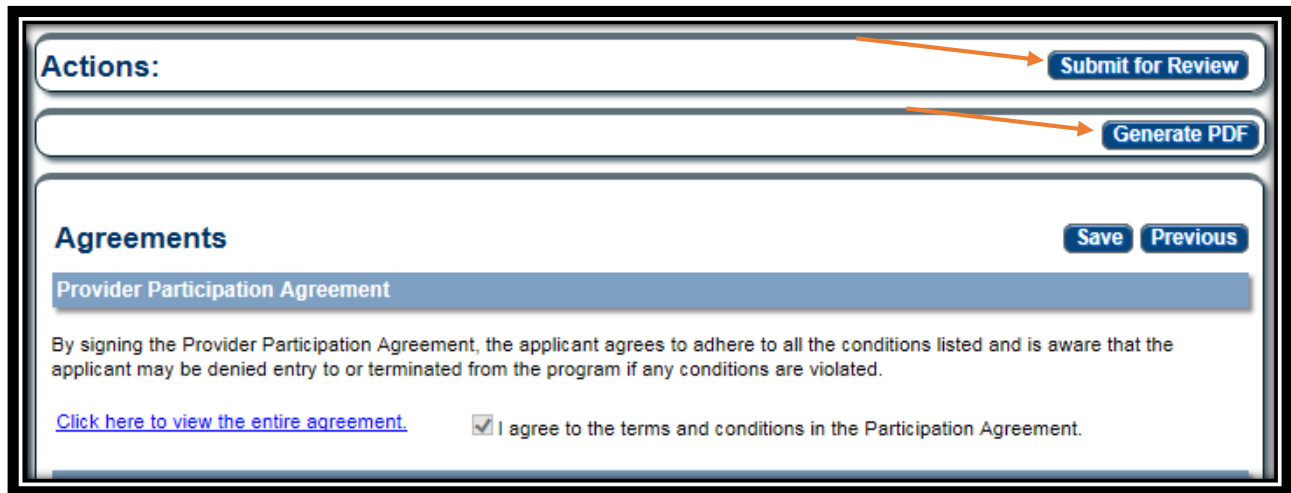 Actions:
Submit for Review
Generate PDF
Agreements
Save Previous
Provider Participation Agreement
By signing the Provider Participation Agreement, the applicant agrees to adhere to all the conditions listed and is aware that the
applicant may be denied entry to or terminated from the program if any conditions are violated.
Click here to view the entire agreement. I agree to the terms and conditions in the Participation Agreement.